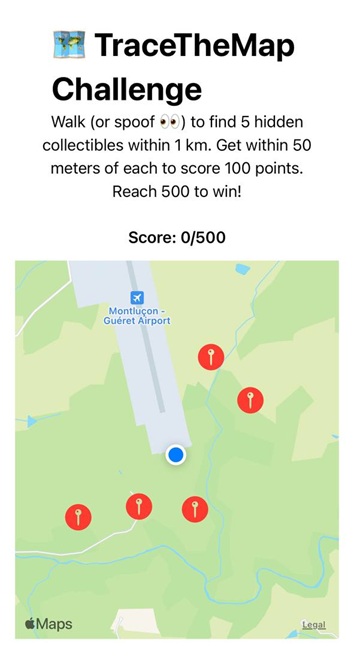 🗺️ TraceTheMap
Challenge
Walk (or spoof 👀) to find 5 hidden
collectibles within 1 km. Get within 50
meters of each to score 100 points.
Reach 500 to win!
Score: 0/500
Montluçon -
Guéret Airport
Maps
Legal